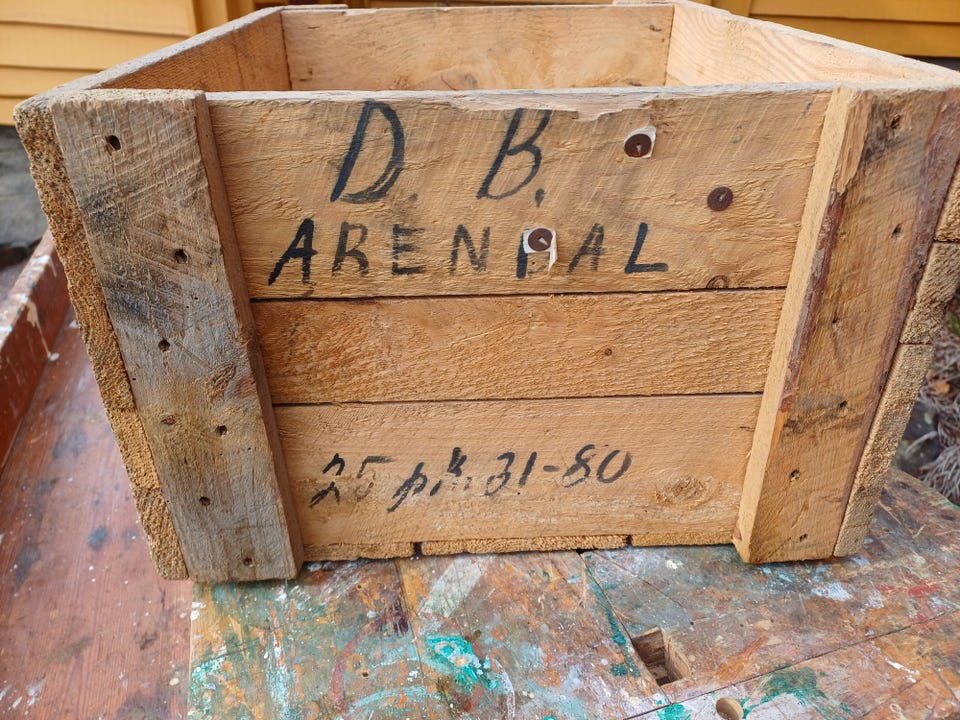 D. B.
ARENDAL
25 pk. 31-80